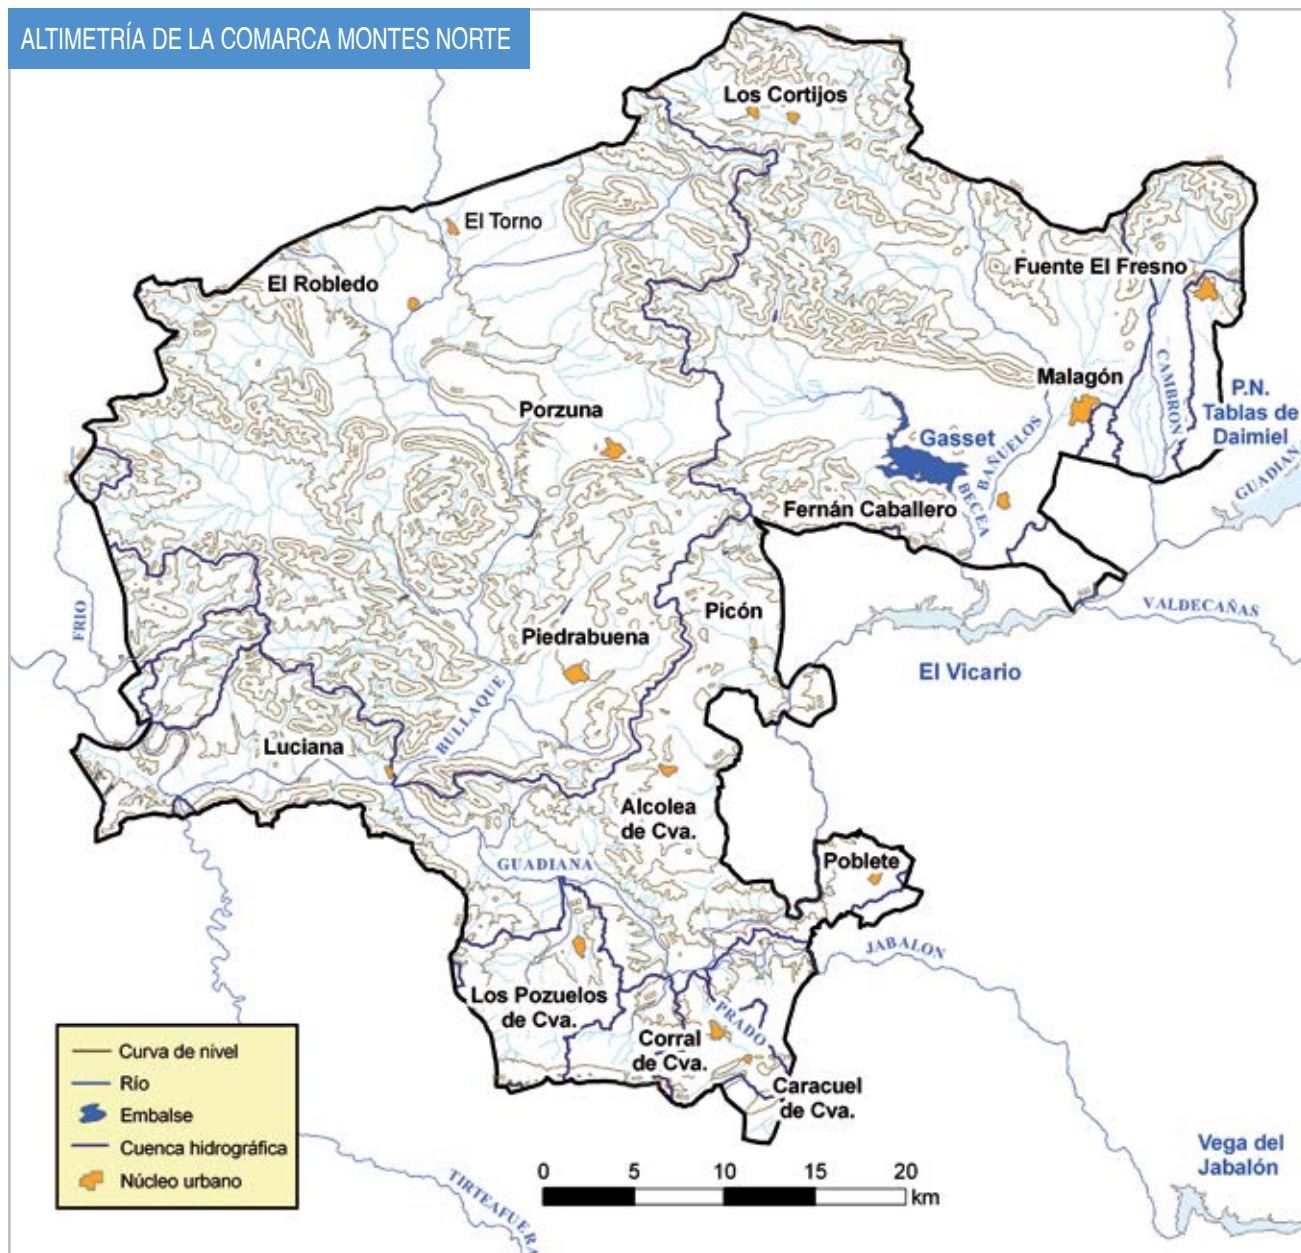 ALTIMETRÍA DE LA COMARCA MONTES NORTE
Los Cortijos
El Torno
El Robledo
Fuente El Fresno
Malagón
CAMBRÓN
P.N.
Tablas de
Daimiel
Porzuna
Gasset
BAÑUELOS
BECEA
GUADIAN
Fernán Caballero
FRIO
Picón
VALDECAÑAS
Piedrabuena
El Vicario
BULLAQUE
Luciana
Alcolea
de Cva.
Poblete
GUADIANA
JABALON
Los Pozuelos
de Cva.
PRADO
Corral
de Cva.
Caracuel
de Cva.
Curva de nivel
Río
Embalse
Cuenca hidrográfica
Núcleo urbano
Vega del
Jabalón
TIRTEAFUERA
0 5 10 15 20
km